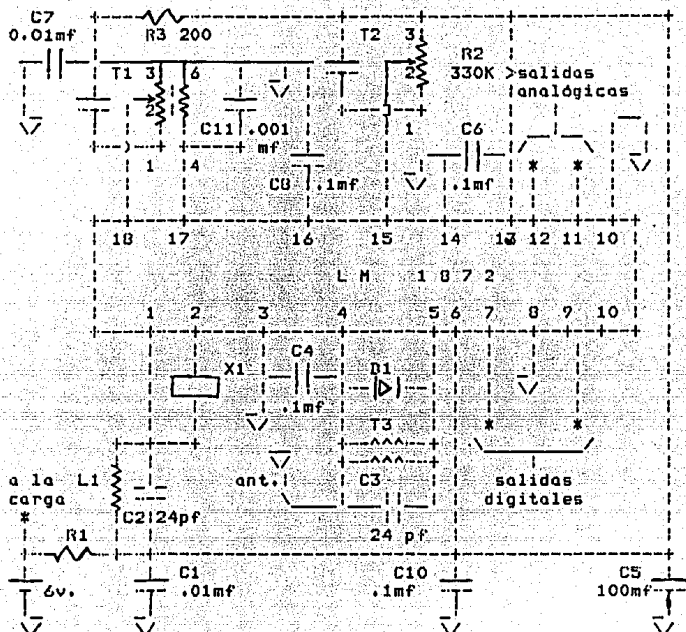 C7
0.01mf
R3 200
T2 3
R2
330K >salidas
analógicas
T1 3 6
2
2
C11 .001
mf
1
C6
1 4
C8 .1mf
.1mf
* *
18 17 16 15 14 13 12 11 10
L M 1 8 7 2
1 2 3 4 5 6 7 8 9 10
X1
C4
D1
.1mf
T3
* *
a la
carga
L1
ant.
C3
salidas
digitales
*
C2 24pf
R1
24 pf
6v.
C1
.01mf
C10
.1mf
C5
100mf